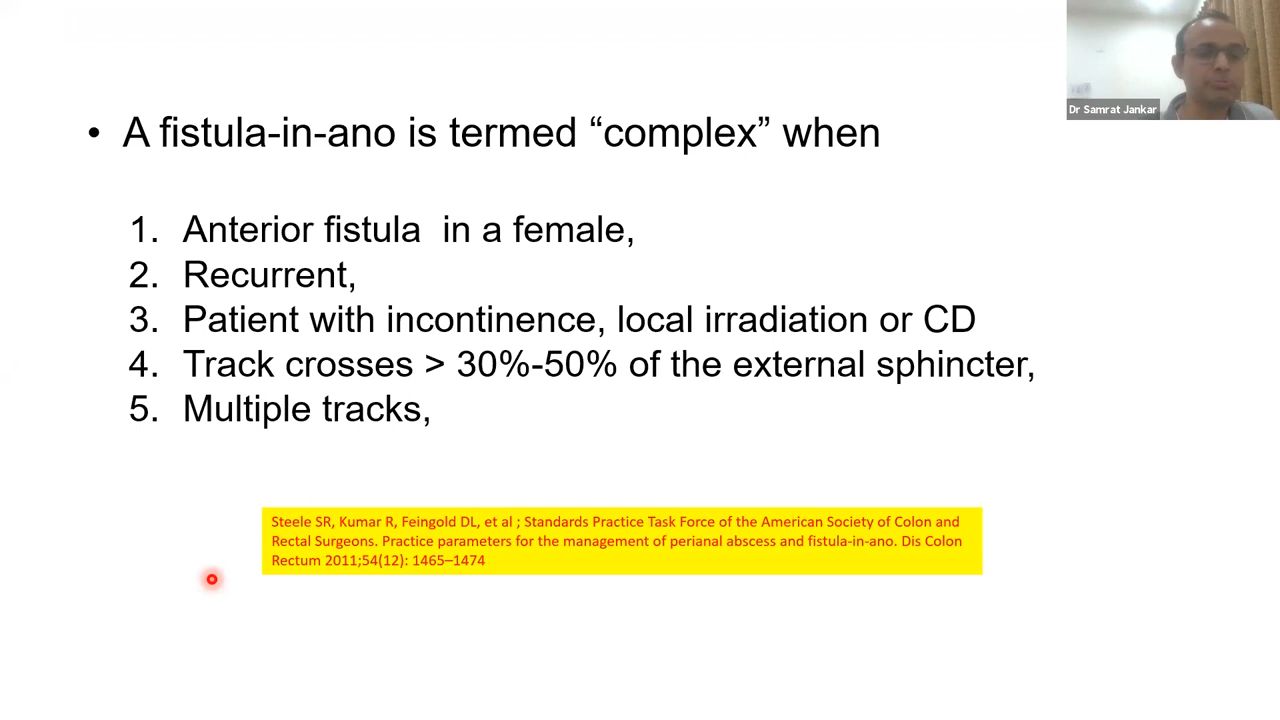 Dr Samrat Jankar
• A fistula-in-ano is termed “complex” when
1. Anterior fistula  in a female,
2. Recurrent,
3. Patient with incontinence, local irradiation or CD
4. Track crosses > 30%-50% of the external sphincter,
5. Multiple tracks,
Steele SR, Kumar R, Feingold DL, et al ; Standards Practice Task Force of the American Society of Colon and
Rectal Surgeons. Practice parameters for the management of perianal abscess and fistula-in-ano. Dis Colon
Rectum 2011;54(12): 1465–1474